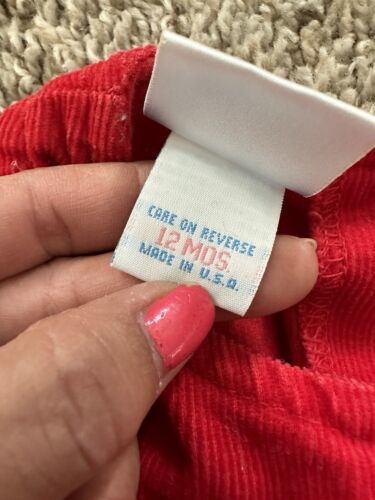 CARE ON REVERSE
12 MOS.
MADE IN U.S.A.